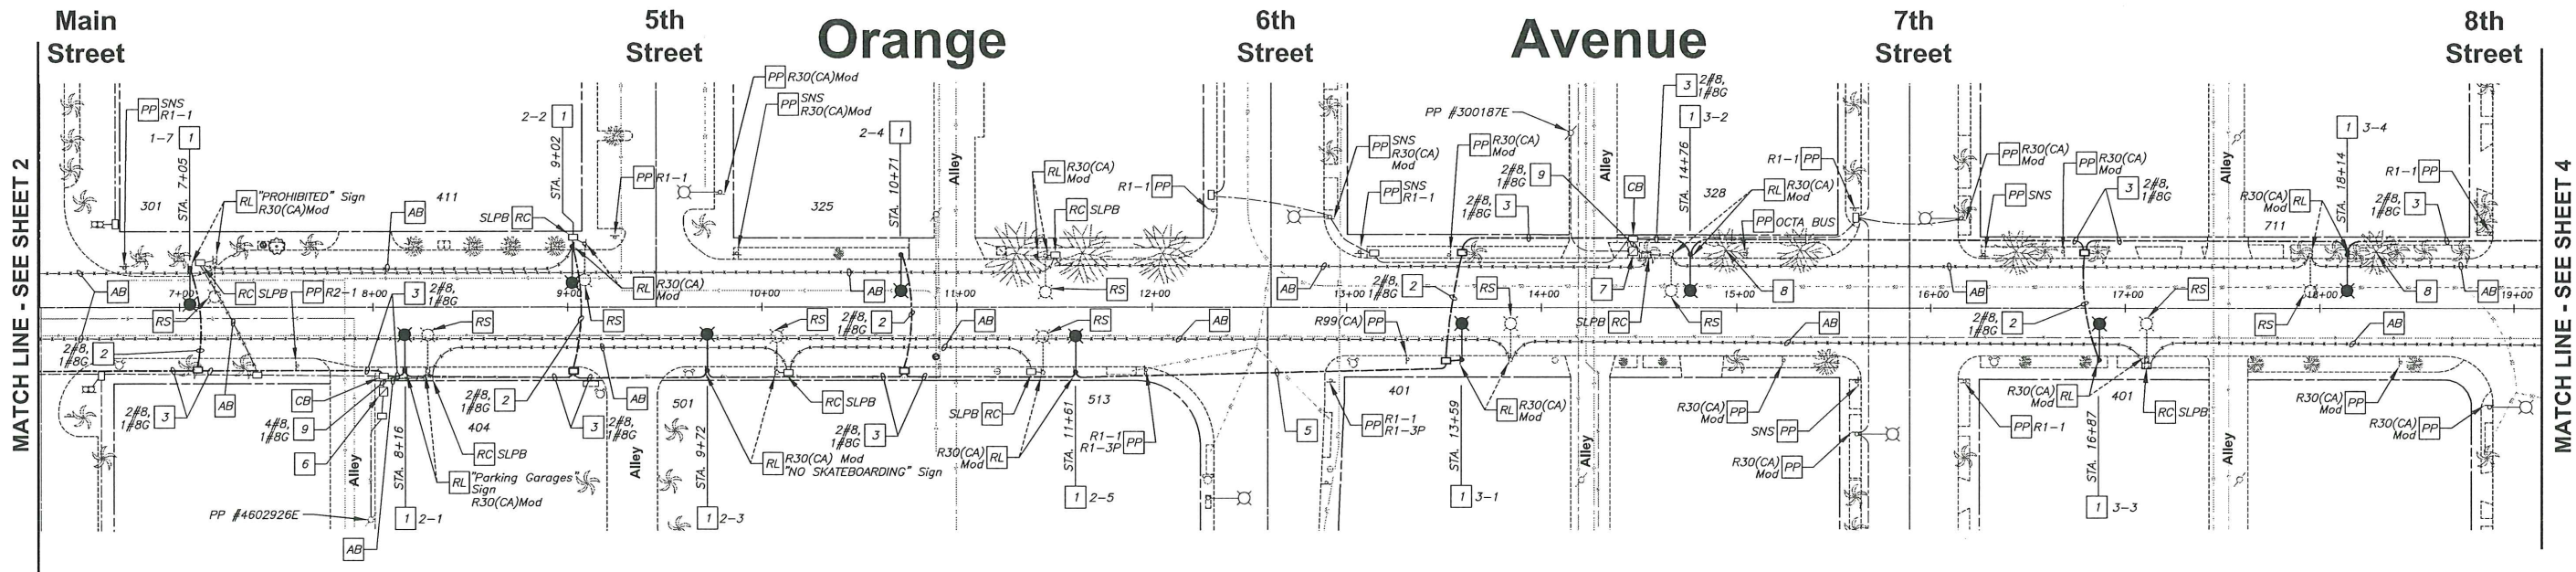 Main
Street
5th
Street
Orange
6th
Street
Avenue
7th
Street
8th
Street
MATCH LINE - SEE SHEET 2
PP SNS
R1-1
1-7 1
STA. 7+05
301
RL "PROHIBITED" Sign
R30(CA)Mod
411
AB
2-2 1
STA. 9+02
SLPB RC
PP R1-1
PP R30(CA)Mod
PP SNS
R30(CA)Mod
325
2-4 1
STA. 10+71
Alley
RL R30(CA)
Mod
RC SLPB
R1-1 PP
PP SNS
R30(CA)
Mod
PP SNS
R1-1
PP #300187E
PP R30(CA)
Mod
2#8,
1#8G 9
2#8,
1#8G 3
Alley
CB
3 2#8,
1#8G
1 3-2
STA. 14+76
328
RL R30(CA)
Mod
PP OCTA BUS
R1-1 PP
PP R30(CA)
Mod
PP SNS
PP R30(CA)
Mod
3 2#8,
1#8G
Alley
R30(CA) RL
Mod
1 3-4
STA. 18+14
711
2#8,
1#8G 3
R1-1 PP
AB
7+00
RS
RC SLPB
PP R2-1
8+00
3 2#8,
1#8G
9+00
RL R30(CA)
Mod
RS
10+00
AB
11+00
RS
12+00
AB
13+00
2#8,
1#8G 2
RS
14+00
7
SLPB RC
RS
15+00
8
16+00
AB
17+00
RS
18+00
RS
8
AB
19+00
2#8,
1#8G 2
RS
RS
2#8,
1#8G 2
AB
AB
R99(CA) PP
AB
2#8,
1#8G 2
AB
2#8,
1#8G 3
AB
CB
4#8,
1#8G 9
6
Alley
PP #4602926E
AB
STA. 8+16
1 2-1
404
RC SLPB
RL "Parking Garages"
Sign
R30(CA)Mod
2#8,
1#8G 2
3 2#8,
1#8G
AB
Alley
501
STA. 9+72
1 2-3
RL R30(CA) Mod
"NO SKATEBOARDING" Sign
RC SLPB
2#8,
1#8G 3
SLPB RC
R30(CA) RL
Mod
STA. 11+61
1 2-5
513
R1-1
R1-3P PP
5
PP R1-1
R1-3P
401
STA. 13+59
1 3-1
RL R30(CA)
Mod
Alley
R30(CA) PP
Mod
SNS PP
R30(CA) PP
Mod
PP R1-1
R30(CA) RL
Mod
STA. 16+87
1 3-3
401
RC SLPB
Alley
R30(CA) PP
Mod
R30(CA) PP
Mod
MATCH LINE - SEE SHEET 4